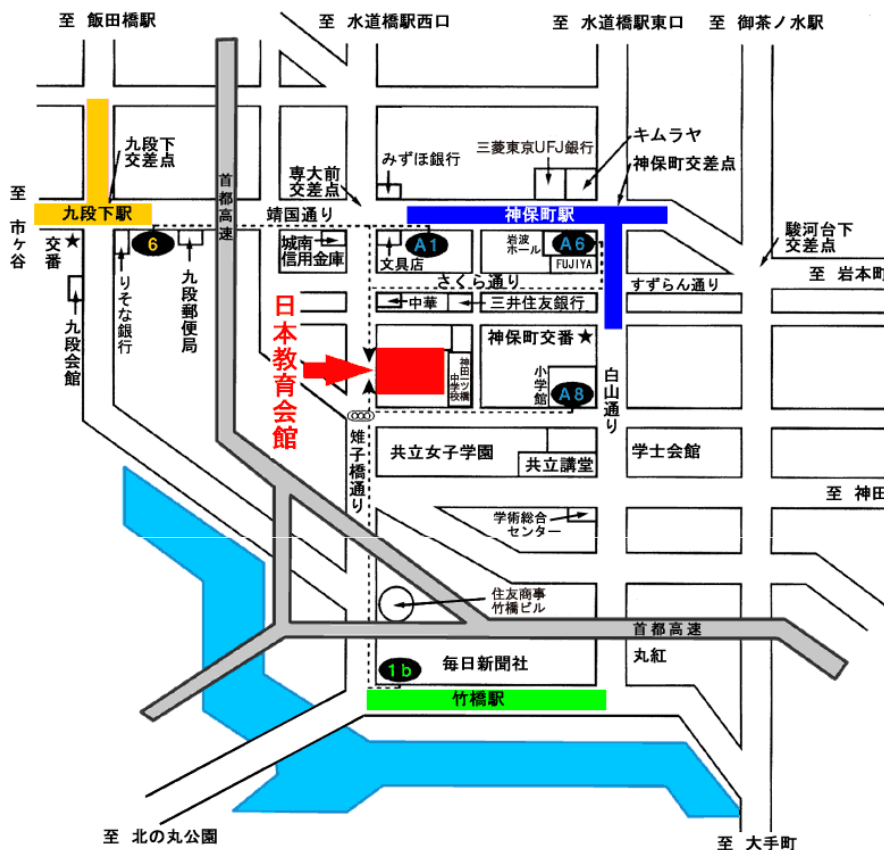 至 飯田橋駅
至 水道橋駅西口
至 水道橋駅東口
至 御茶ノ水駅
九段下
交差点
首都高速
専大前
交差点
みずほ銀行
三菱東京UFJ銀行
キムラヤ
神保町交差点
至 市ヶ谷
九段下駅
靖国通り
神保町駅
駿河台下
交差点
交番
6
城南
信用金庫
A1
文具店
岩波
ホール
A6
FUJIYA
至 岩本町
りそな銀行
九段郵便局
九段会館
さくら通り
すずらん通り
中華
三井住友銀行
日本教育会館
神保町交番
神田一ツ橋
中学校
小学館
A8
白山通り
雉子橋通り
共立女子学園
共立講堂
学士会館
至 神田
学術総合
センター
住友商事
竹橋ビル
首都高速
丸紅
毎日新聞社
1b
竹橋駅
至 北の丸公園
至 大手町